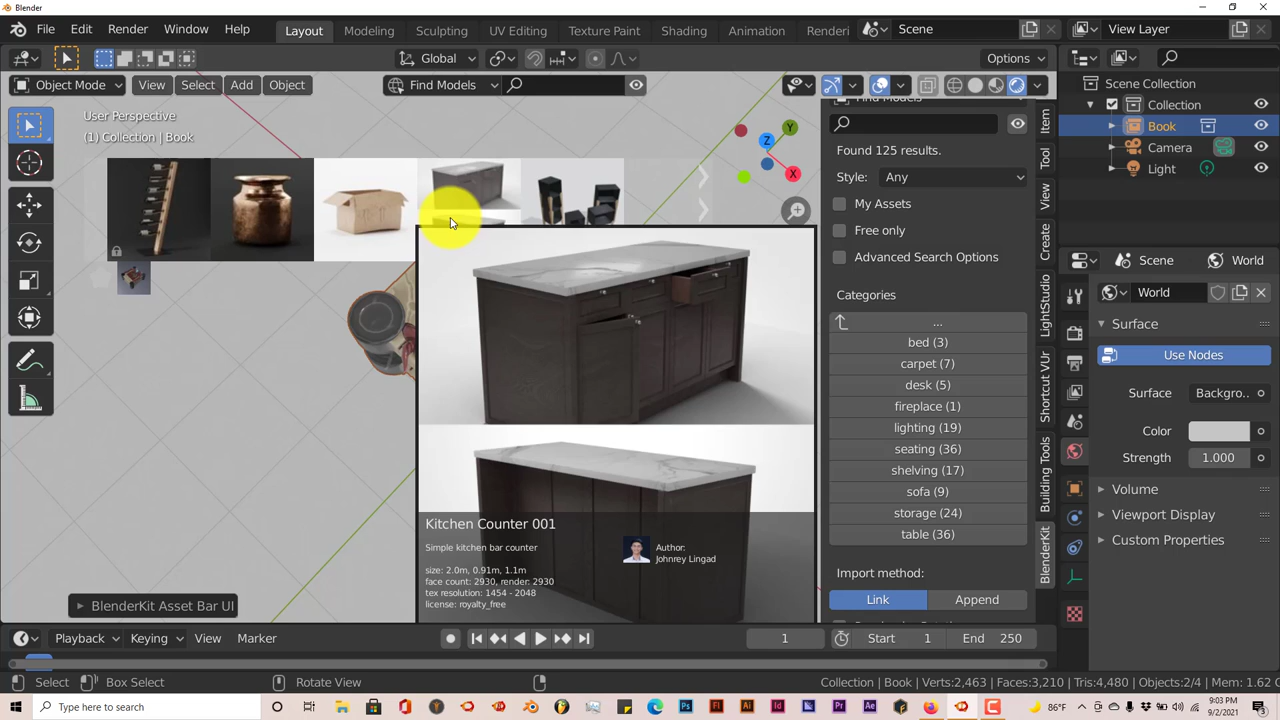 Blender
File Edit Render Window Help
Layout Modeling Sculpting UV Editing Texture Paint Shading Animation
Scene
View Layer
Global
Options
Object Mode View Select Add Object
Find Models
User Perspective
(1) Collection | Book
Z Y X
Kitchen Counter 001
Simple kitchen bar counter
size: 2.0m, 0.91m, 1.1m
face count: 2930, render: 2930
tex resolution: 1454 - 2048
license: royalty_free
Author:
Johnrey Lingad
BlenderKit Asset Bar UI
Find Models
Found 125 results.
Style: Any
My Assets
Free only
Advanced Search Options
Categories
...
bed (3)
carpet (7)
desk (5)
fireplace (1)
lighting (19)
seating (36)
shelving (17)
sofa (9)
storage (24)
table (36)
Import method:
Link Append
Item
Tool
View
Create
LightStudio
Shortcut VUr
Building Tools
BlenderKit
Scene Collection
Collection
Book
Camera
Light
Scene World
World
Surface
Use Nodes
Surface Backgro..
Color
Strength 1.000
Volume
Viewport Display
Custom Properties
Playback Keying View Marker
1 Start 1 End 250
Select Box Select Rotate View
Collection | Book | Verts:2,463 | Faces:3,210 | Tris:4,480 | Objects:2/4 | Mem: 1.62 G
Type here to search
86°F
9:03 PM
9/2/2021